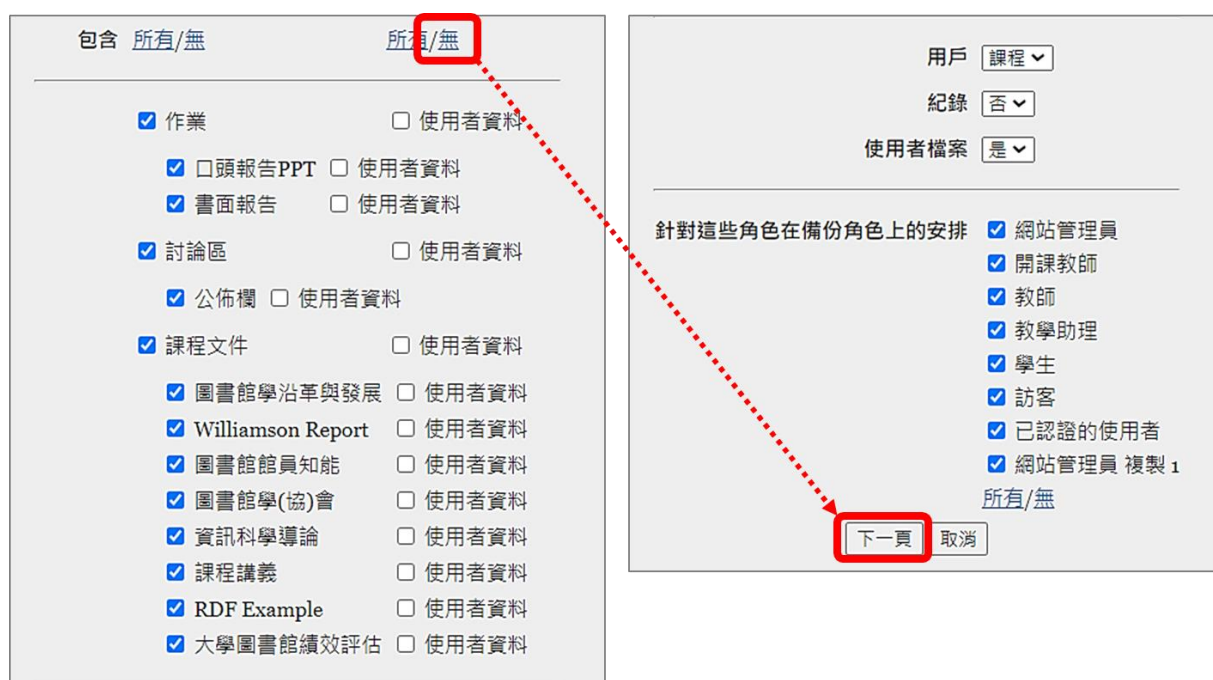 包含 所有/無 所有/無
作業 使用者資料
口頭報告PPT 使用者資料
書面報告 使用者資料
討論區 使用者資料
公佈欄 使用者資料
課程文件 使用者資料
圖書館學沿革與發展 使用者資料
Williamson Report 使用者資料
圖書館館員知能 使用者資料
圖書館學(協)會 使用者資料
資訊科學導論 使用者資料
課程講義 使用者資料
RDF Example 使用者資料
大學圖書館績效評估 使用者資料
用戶 課程
紀錄 否
使用者檔案 是
針對這些角色在備份角色上的安排 網站管理員
開課教師
教師
教學助理
學生
訪客
已認證的使用者
網站管理員 複製 1
所有/無
下一頁 取消